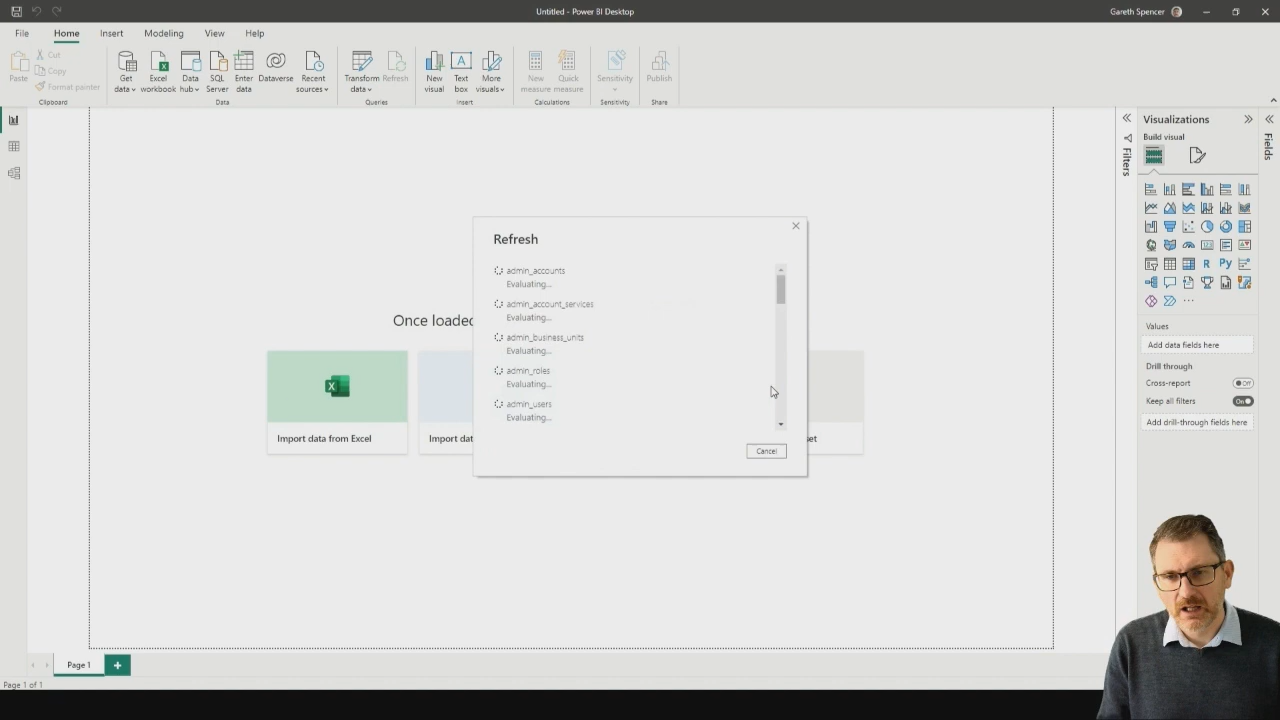 Untitled - Power BI Desktop
Gareth Spencer
File
Home
Insert
Modeling
View
Help
Paste
Cut
Copy
Format painter
Clipboard
Get data
Excel workbook
Data hub
SQL Server
Enter data
Dataverse
Recent sources
Data
Transform data
Refresh
Queries
New visual
Text box
More visuals
Insert
New measure
Quick measure
Calculations
Sensitivity
Sensitivity
Publish
Share
Once loaded
Import data from Excel
Import dat
set
Refresh
admin_accounts
Evaluating...
admin_account_services
Evaluating...
admin_business_units
Evaluating...
admin_roles
Evaluating...
admin_users
Evaluating...
Cancel
Filters
Visualizations
Build visual
R
Py
123
Values
Add data fields here
Drill through
Cross-report
Off
Keep all filters
On
Add drill-through fields here
Fields
Page 1
Page 1 of 1